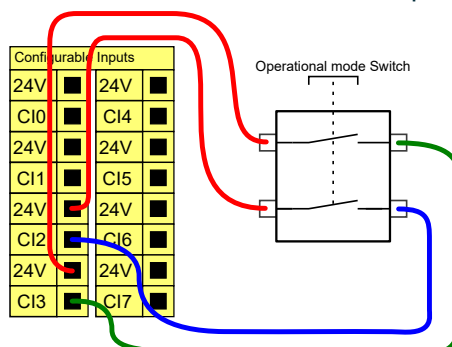 Configurable Inputs
Operational mode Switch
24V 24V
CI0 CI4
24V 24V
CI1 CI5
24V 24V
CI2 CI6
24V 24V
CI3 CI7